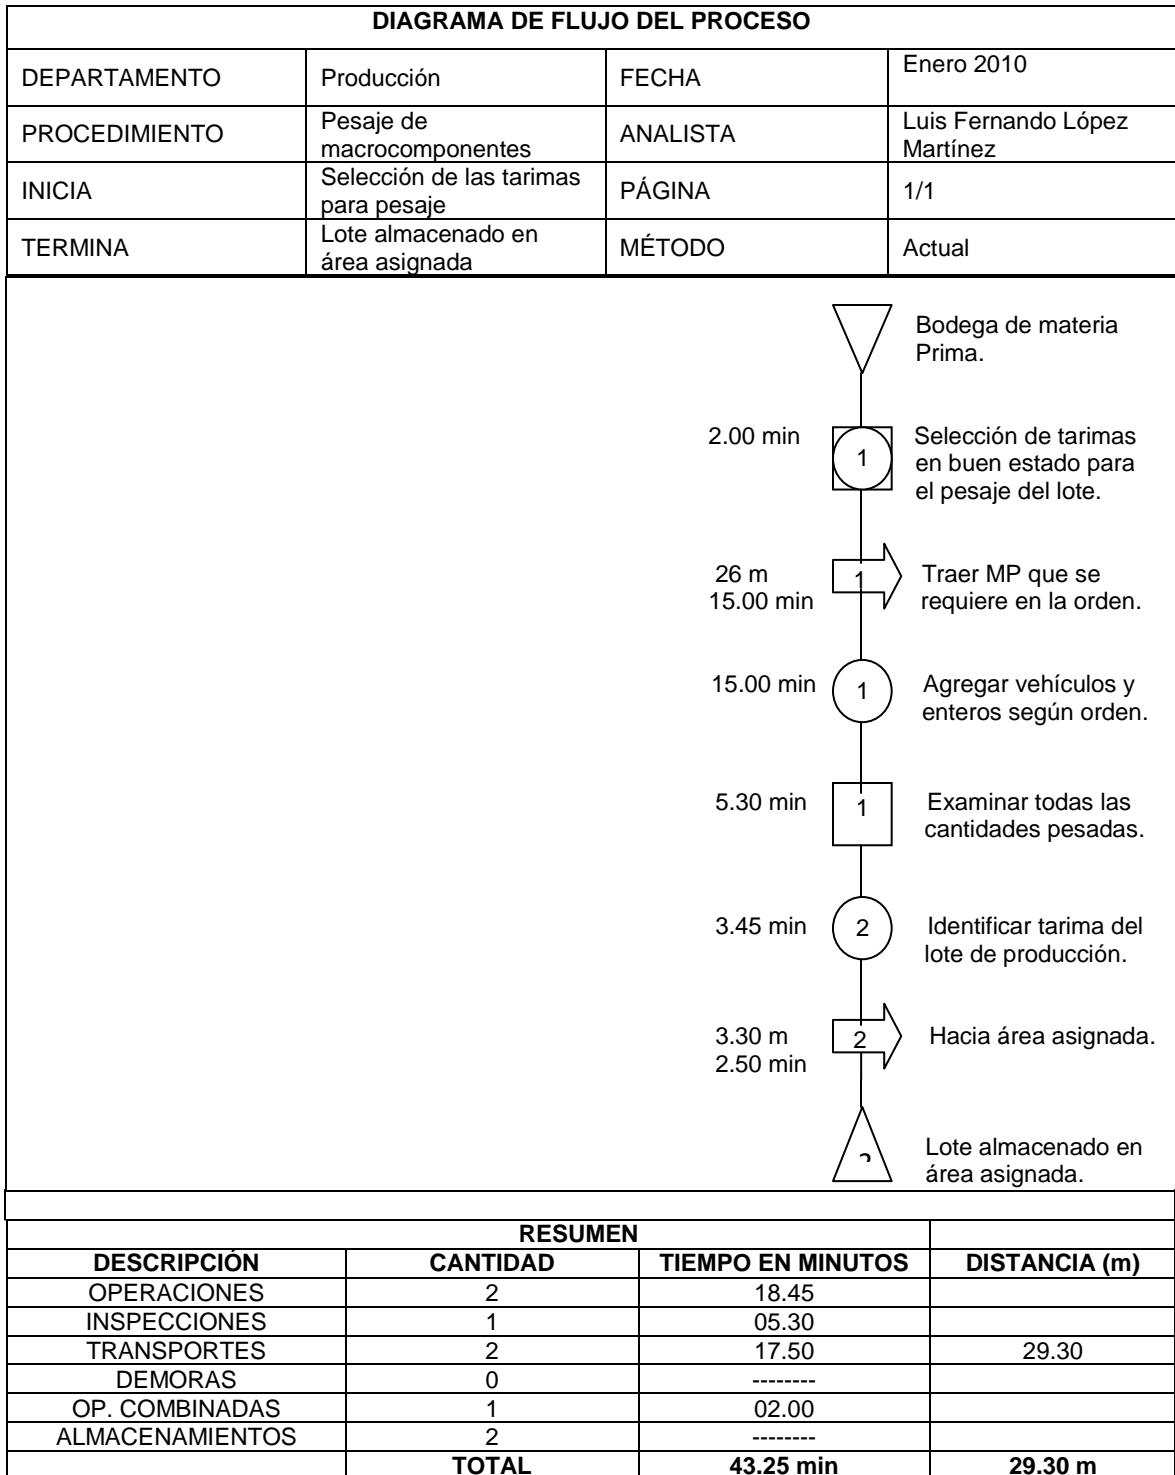 DIAGRAMA DE FLUJO DEL PROCESO
DEPARTAMENTO Producción FECHA Enero 2010
PROCEDIMIENTO Pesaje de macrocomponentes ANALISTA Luis Fernando López Martínez
INICIA Selección de las tarimas para pesaje PÁGINA 1/1
TERMINA Lote almacenado en área asignada MÉTODO Actual
Bodega de materia
Prima.
2.00 min 1 Selección de tarimas
en buen estado para
el pesaje del lote.
26 m 1 Traer MP que se
15.00 min requiere en la orden.
15.00 min 1 Agregar vehículos y
enteros según orden.
5.30 min 1 Examinar todas las
cantidades pesadas.
3.45 min 2 Identificar tarima del
lote de producción.
3.30 m 2 Hacia área asignada.
2.50 min
Lote almacenado en
área asignada.
RESUMEN
DESCRIPCIÓN CANTIDAD TIEMPO EN MINUTOS DISTANCIA (m)
OPERACIONES 2 18.45
INSPECCIONES 1 05.30
TRANSPORTES 2 17.50 29.30
DEMORAS 0 --------
OP. COMBINADAS 1 02.00
ALMACENAMIENTOS 2 --------
TOTAL 43.25 min 29.30 m